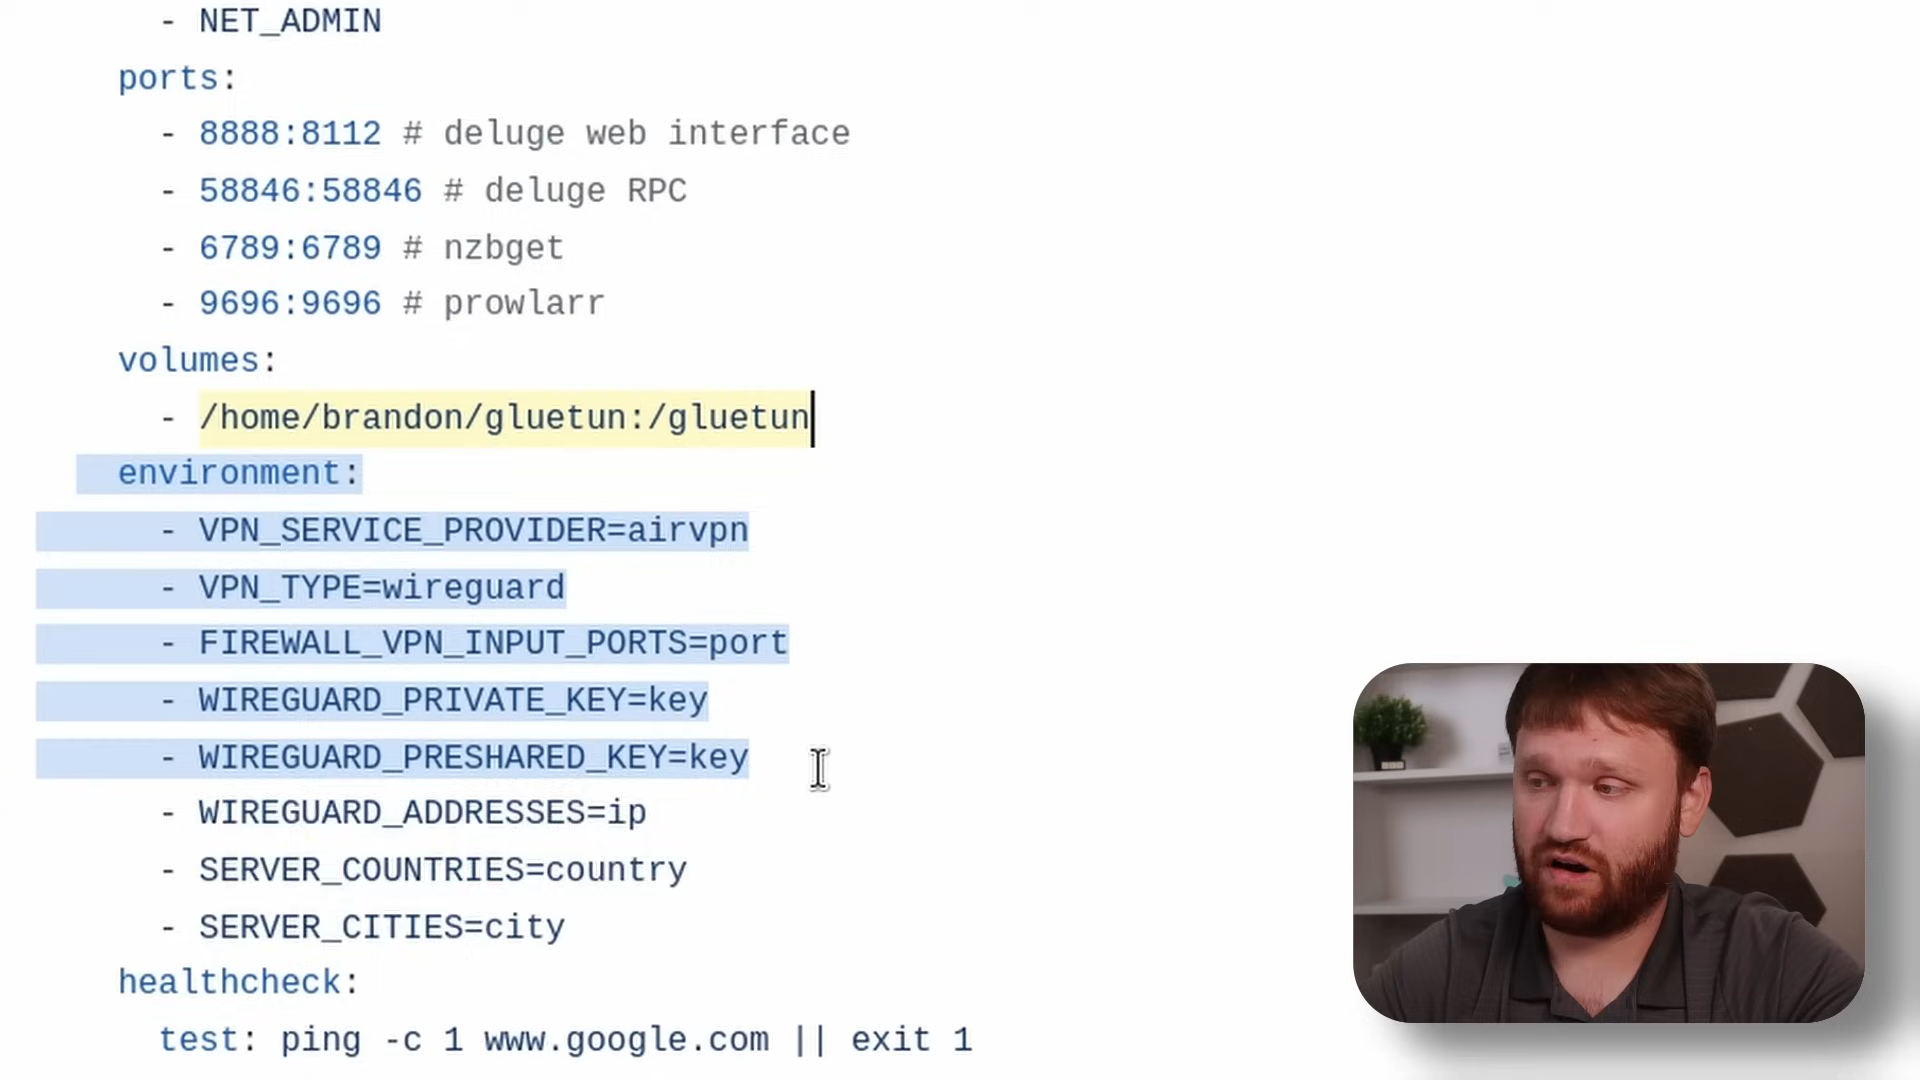 - NET_ADMIN
ports:
- 8888:8112 # deluge web interface
- 58846:58846 # deluge RPC
- 6789:6789 # nzbget
- 9696:9696 # prowlarr
volumes:
- /home/brandon/gluetun:/gluetun
environment:
- VPN_SERVICE_PROVIDER=airvpn
- VPN_TYPE=wireguard
- FIREWALL_VPN_INPUT_PORTS=port
- WIREGUARD_PRIVATE_KEY=key
- WIREGUARD_PRESHARED_KEY=key
- WIREGUARD_ADDRESSES=ip
- SERVER_COUNTRIES=country
- SERVER_CITIES=city
healthcheck:
test: ping -c 1 www.google.com || exit 1